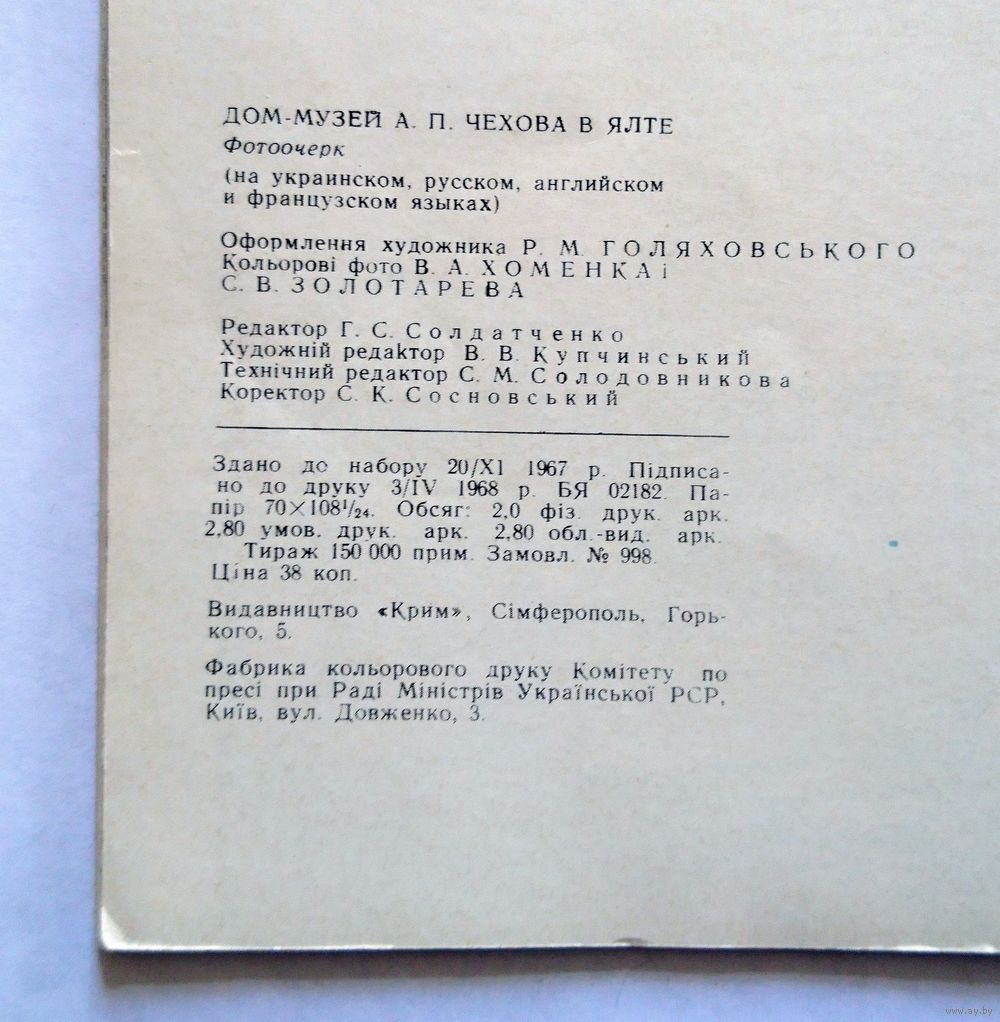 ДОМ-МУЗЕЙ А. П. ЧЕХОВА В ЯЛТЕ
Фотоочерк
(на украинском, русском, английском
и французском языках)
Оформлення художника Р. М. ГОЛЯХОВСЬКОГО
Кольорові фото В. А. ХОМЕНКА і
С. В. ЗОЛОТАРЕВА
Редактор Г. С. Солдатченко
Художній редактор В. В. Купчинський
Технічний редактор С. М. Солодовникова
Коректор С. К. Сосновський
Здано до набору 20/XI 1967 р. Підписа-
но до друку 3/IV 1968 р. БЯ 02182. Па-
пір 70×108¹/₂₄. Обсяг: 2,0 фіз. друк. арк.
2,80 умов. друк. арк. 2,80 обл.-вид. арк.
Тираж 150 000 прим. Замовл. № 998.
Ціна 38 коп.
Видавництво «Крим», Сімферополь, Горь-
кого, 5.
Фабрика кольорового друку Комітету по
пресі при Раді Міністрів Української РСР,
Київ, вул. Довженко, 3.
www.ay.by